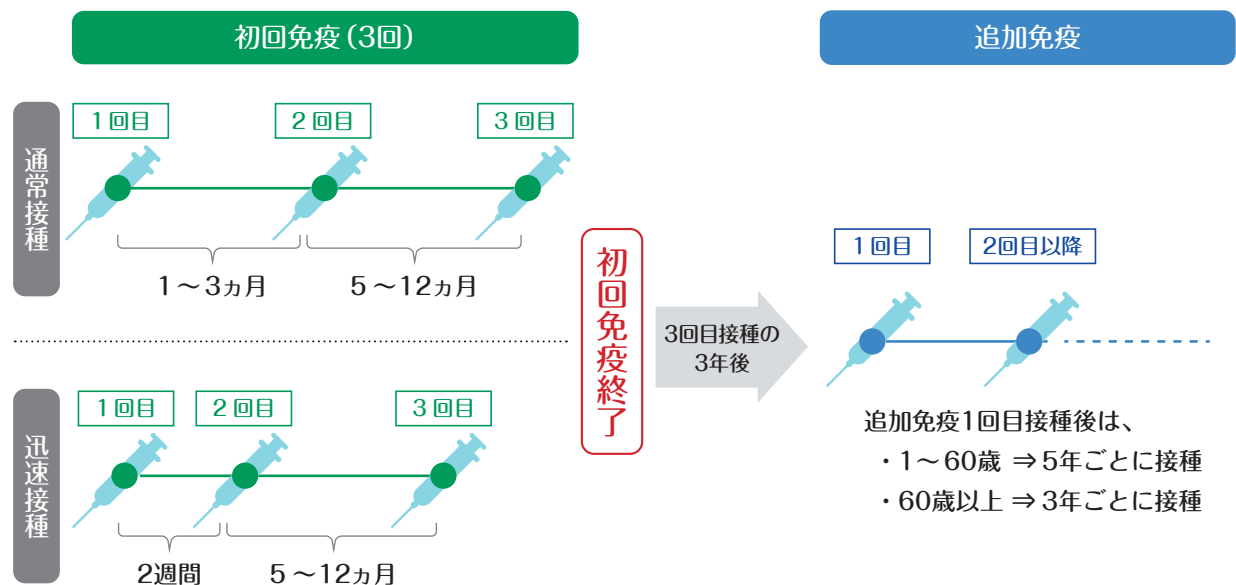 初回免疫(3回)
追加免疫
通常接種
1回目
2回目
3回目
1～3ヵ月
5～12ヵ月
迅速接種
1回目
2回目
3回目
2週間
5～12ヵ月
初回免疫終了
3回目接種の
3年後
1回目
2回目以降
追加免疫1回目接種後は、
・1～60歳 ⇒ 5年ごとに接種
・60歳以上 ⇒ 3年ごとに接種